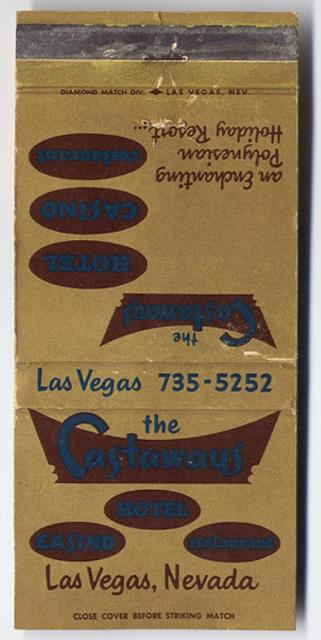 DIAMOND MATCH DIV. LAS VEGAS, NEV.
an Enchanting
Polynesian
Holiday Resort...
restaurant
CASINO
HOTEL
the
Castaways
Las Vegas 735-5252
the
Castaways
HOTEL
CASINO restaurant
Las Vegas, Nevada
CLOSE COVER BEFORE STRIKING MATCH